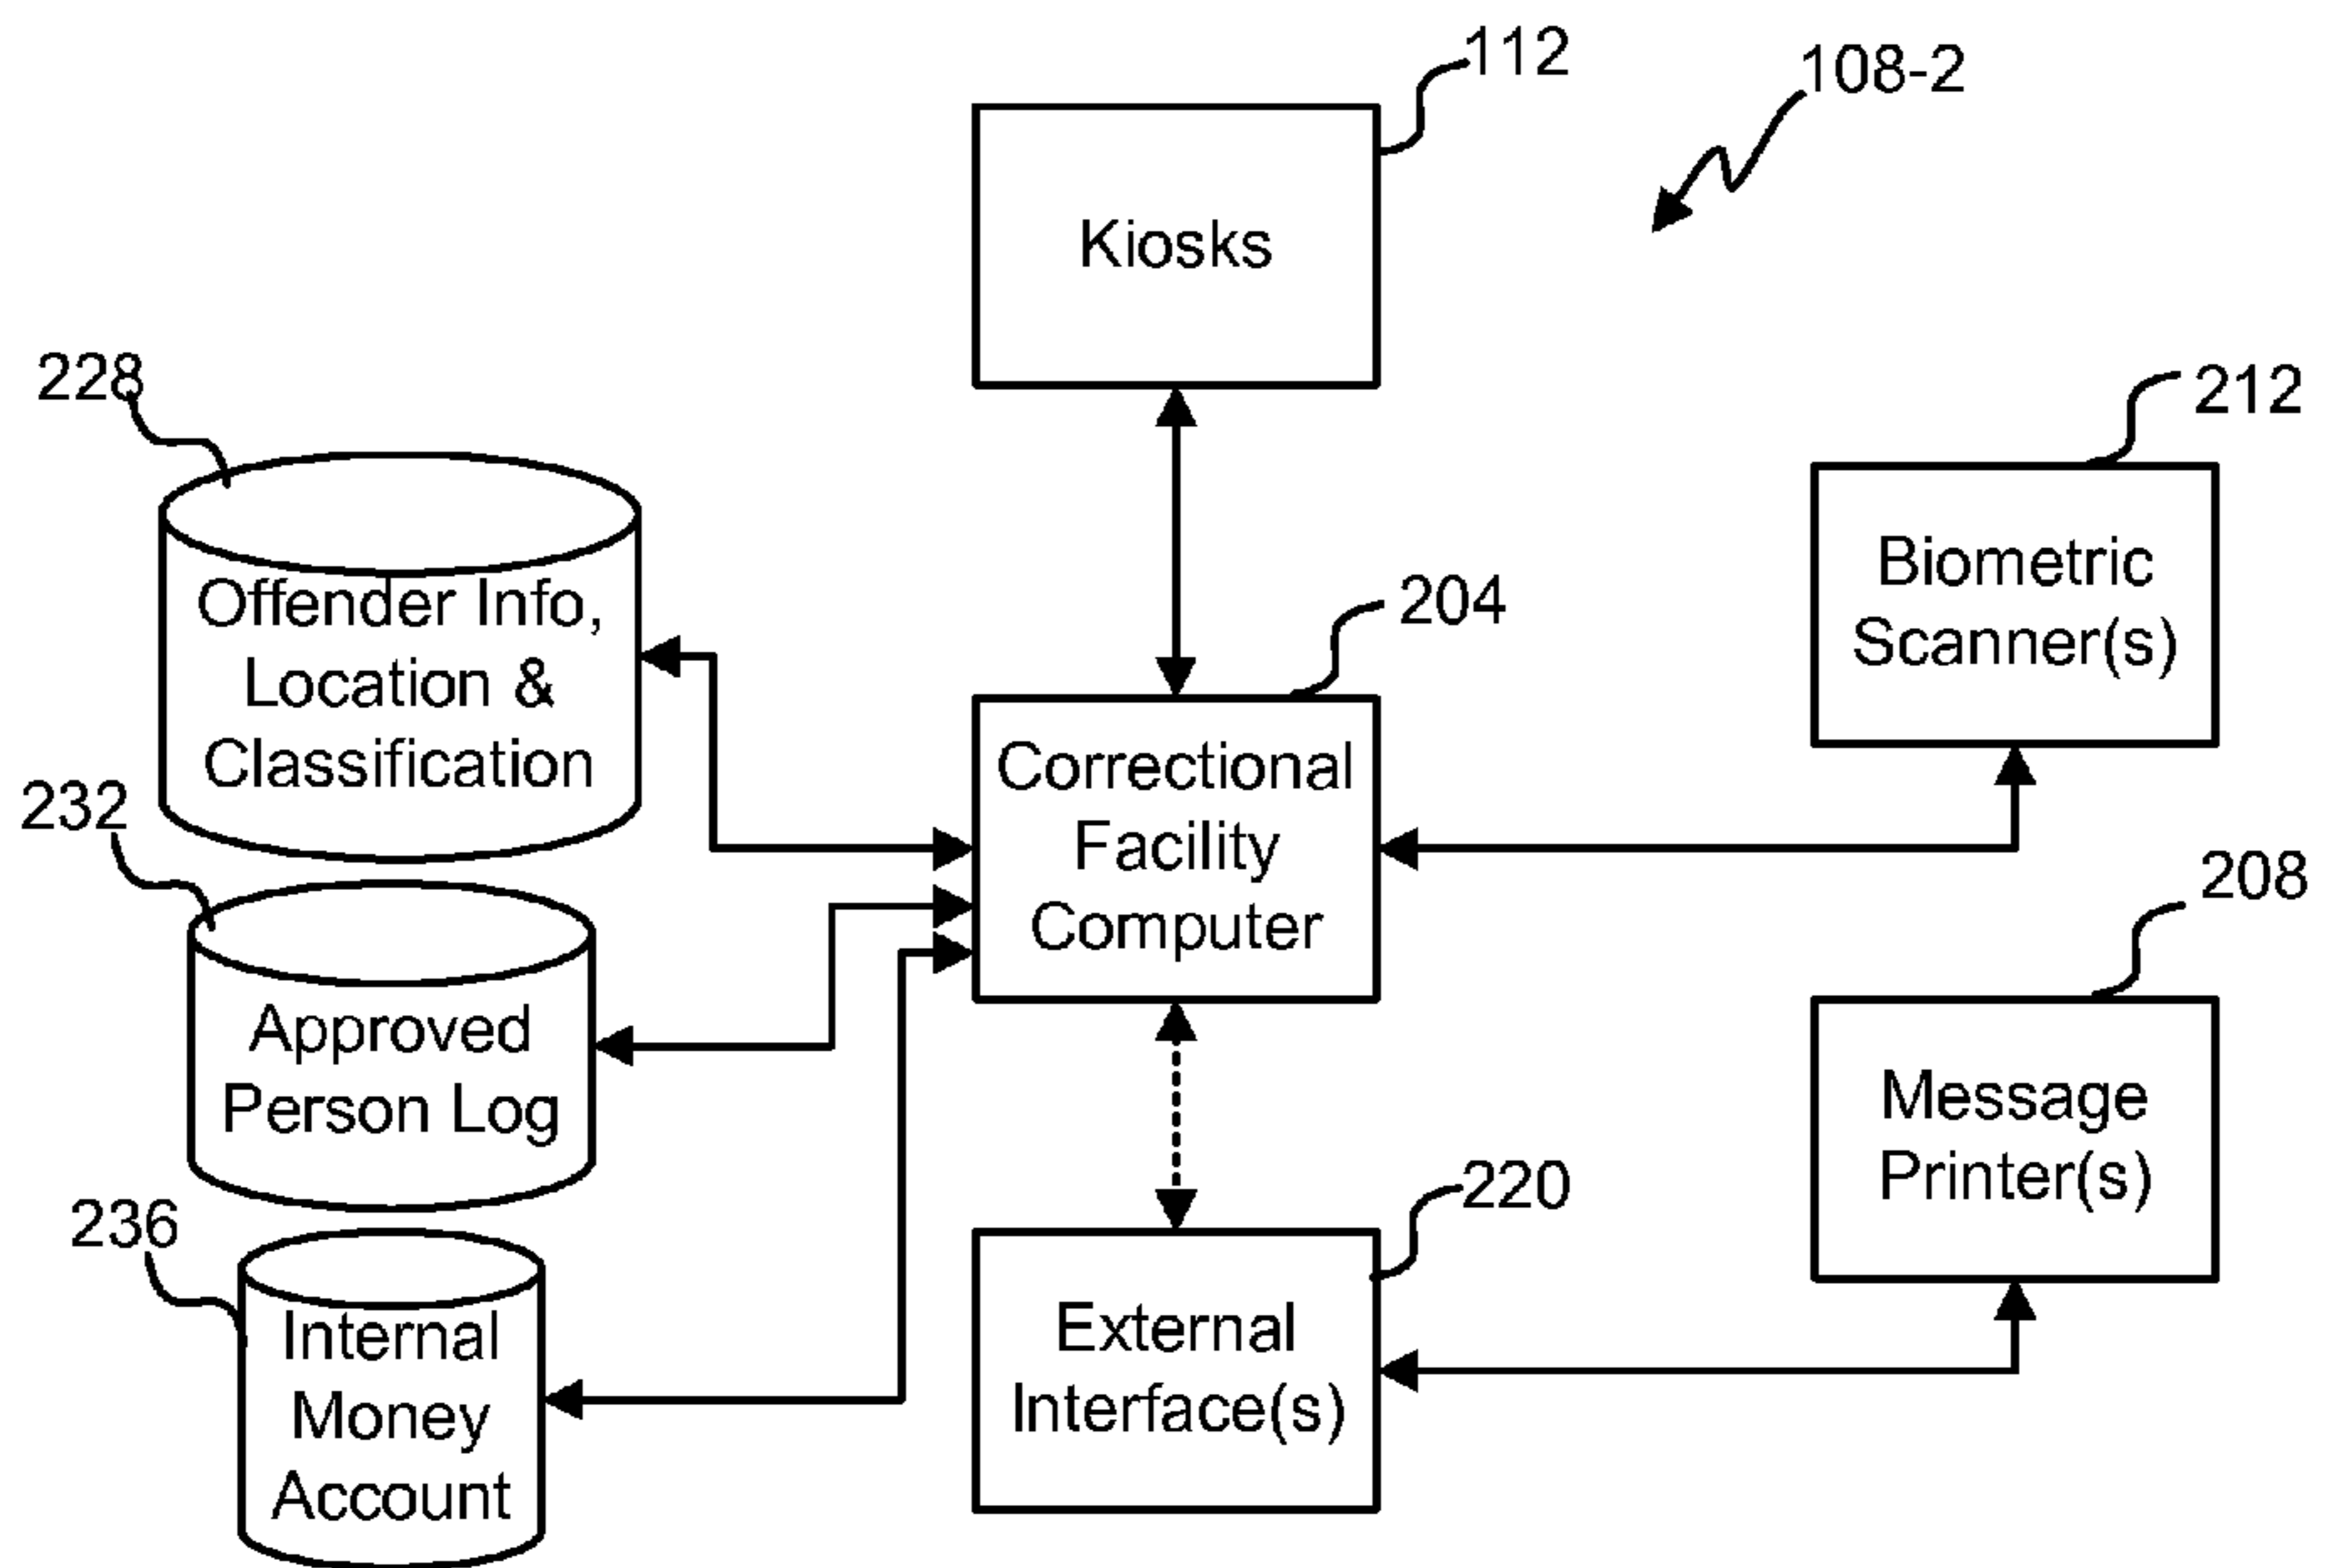 112
108-2
Kiosks
228
212
Offender Info,
Location &
Classification
204
Biometric
Scanner(s)
232
Correctional
Facility
Computer
208
Approved
Person Log
Message
Printer(s)
236
220
Internal
Money
Account
External
Interface(s)